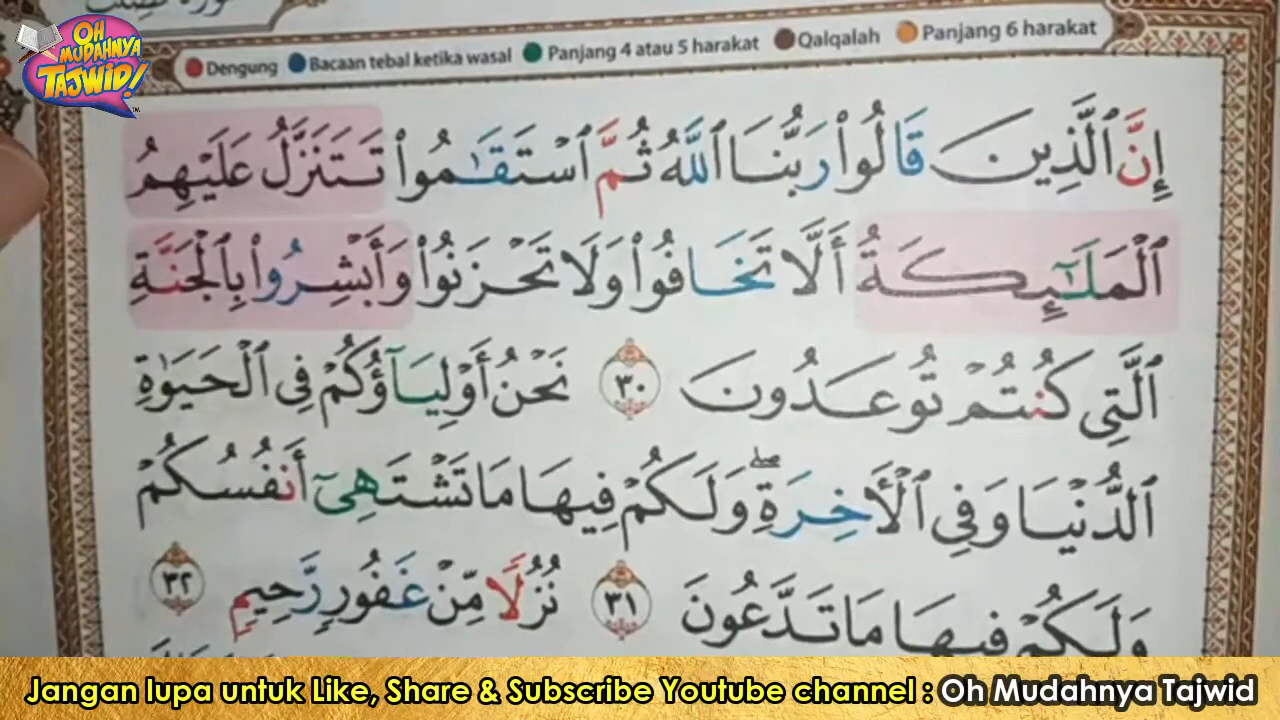 OH
MUDAHNYA
TAJWID!
™
Dengung
Bacaan tebal ketika wasal
Panjang 4 atau 5 harakat
Qalqalah
Panjang 6 harakat
إِنَّ ٱلَّذِينَ قَالُوا۟ رَبُّنَا ٱللَّهُ ثُمَّ ٱسْتَقَـٰمُوا۟ تَتَنَزَّلُ عَلَيْهِمُ
ٱلْمَلَـٰٓئِكَةُ أَلَّا تَخَافُوا۟ وَلَا تَحْزَنُوا۟ وَأَبْشِرُوا۟ بِٱلْجَنَّةِ
ٱلَّتِى كُنتُمْ تُوعَدُونَ ٣٠ نَحْنُ أَوْلِيَآؤُكُمْ فِى ٱلْحَيَوٰةِ
ٱلدُّنْيَا وَفِى ٱلْأَخِرَةِ ۖ وَلَكُمْ فِيهَا مَا تَشْتَهِىٓ أَنفُسُكُمْ
وَلَكُمْ فِيهَا مَا تَدَّعُونَ ٣١ نُزُلًا مِّنْ غَفُورٍ رَّحِيمٍ ٣٢
Jangan lupa untuk Like, Share & Subscribe Youtube channel : Oh Mudahnya Tajwid